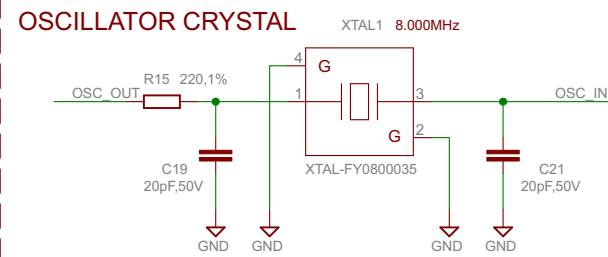 OSCILLATOR CRYSTAL
XTAL1 8.000MHz
4 G
R15 220,1%
OSC_OUT
1
3
OSC_IN
G 2
C19
20pF,50V
XTAL-FY0800035
C21
20pF,50V
GND
GND
GND
GND